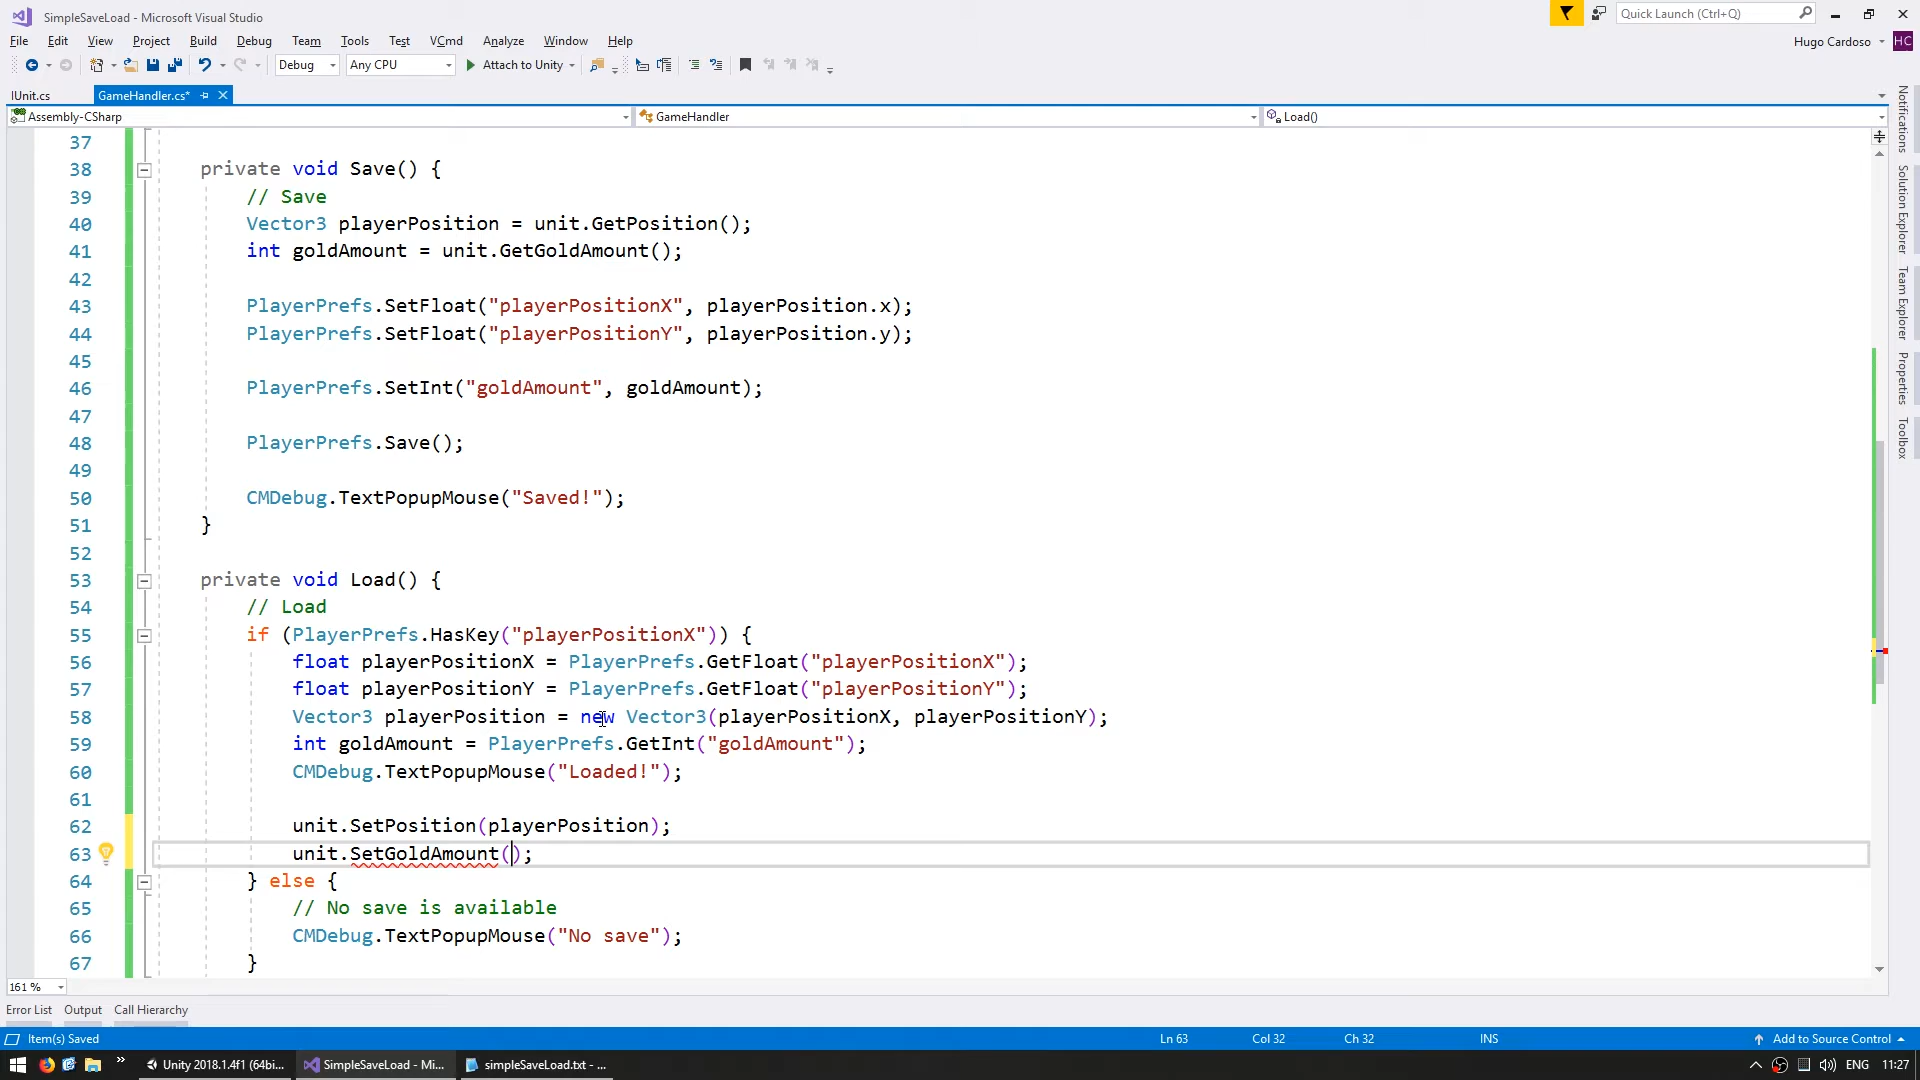 SimpleSaveLoad - Microsoft Visual Studio
Quick Launch (Ctrl+Q)
File Edit View Project Build Debug Team Tools Test VCmd Analyze Window Help
Hugo Cardoso HC
Debug Any CPU Attach to Unity
IUnit.cs GameHandler.cs*
Assembly-CSharp GameHandler Load()
37
38 private void Save() {
39 // Save
40 Vector3 playerPosition = unit.GetPosition();
41 int goldAmount = unit.GetGoldAmount();
42
43 PlayerPrefs.SetFloat("playerPositionX", playerPosition.x);
44 PlayerPrefs.SetFloat("playerPositionY", playerPosition.y);
45
46 PlayerPrefs.SetInt("goldAmount", goldAmount);
47
48 PlayerPrefs.Save();
49
50 CMDebug.TextPopupMouse("Saved!");
51 }
52
53 private void Load() {
54 // Load
55 if (PlayerPrefs.HasKey("playerPositionX")) {
56 float playerPositionX = PlayerPrefs.GetFloat("playerPositionX");
57 float playerPositionY = PlayerPrefs.GetFloat("playerPositionY");
58 Vector3 playerPosition = new Vector3(playerPositionX, playerPositionY);
59 int goldAmount = PlayerPrefs.GetInt("goldAmount");
60 CMDebug.TextPopupMouse("Loaded!");
61
62 unit.SetPosition(playerPosition);
63 unit.SetGoldAmount();
64 } else {
65 // No save is available
66 CMDebug.TextPopupMouse("No save");
67 }
Notifications
Solution Explorer
Team Explorer
Properties
Toolbox
161 %
Error List Output Call Hierarchy
Item(s) Saved Ln 63 Col 32 Ch 32 INS Add to Source Control
Unity 2018.1.4f1 (64bi... SimpleSaveLoad - Mi... simpleSaveLoad.txt - ... ENG 11:27